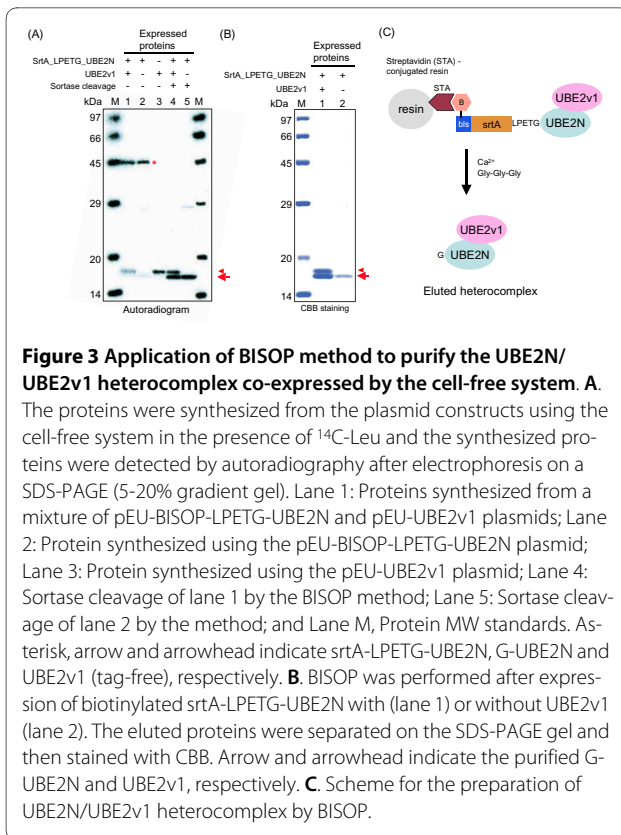 (A)
Expressed
proteins
SrtA_LPETG_UBE2N + + - + +
UBE2v1 + - + + -
Sortase cleavage - - - + +
kDa M 1 2 3 4 5 M
97
66
45
*
29
20
14
Autoradiogram
(B)
Expressed
proteins
SrtA_LPETG_UBE2N + +
UBE2v1 + -
kDa M 1 2
97
66
45
29
20
14
CBB staining
(C)
Streptavidin (STA) -
conjugated resin
STA
resin
B
bls
srtA
LPETG
UBE2v1
UBE2N
Ca²⁺
Gly-Gly-Gly
UBE2v1
G UBE2N
Eluted heterocomplex
Figure 3 Application of BISOP method to purify the UBE2N/
UBE2v1 heterocomplex co-expressed by the cell-free system. A.
The proteins were synthesized from the plasmid constructs using the
cell-free system in the presence of ¹⁴C-Leu and the synthesized pro-
teins were detected by autoradiography after electrophoresis on a
SDS-PAGE (5-20% gradient gel). Lane 1: Proteins synthesized from a
mixture of pEU-BISOP-LPETG-UBE2N and pEU-UBE2v1 plasmids; Lane
2: Protein synthesized using the pEU-BISOP-LPETG-UBE2N plasmid;
Lane 3: Protein synthesized using the pEU-UBE2v1 plasmid; Lane 4:
Sortase cleavage of lane 1 by the BISOP method; Lane 5: Sortase cleav-
age of lane 2 by the method; and Lane M, Protein MW standards. As-
terisk, arrow and arrowhead indicate srtA-LPETG-UBE2N, G-UBE2N and
UBE2v1 (tag-free), respectively. B. BISOP was performed after expres-
sion of biotinylated srtA-LPETG-UBE2N with (lane 1) or without UBE2v1
(lane 2). The eluted proteins were separated on the SDS-PAGE gel and
then stained with CBB. Arrow and arrowhead indicate the purified G-
UBE2N and UBE2v1, respectively. C. Scheme for the preparation of
UBE2N/UBE2v1 heterocomplex by BISOP.